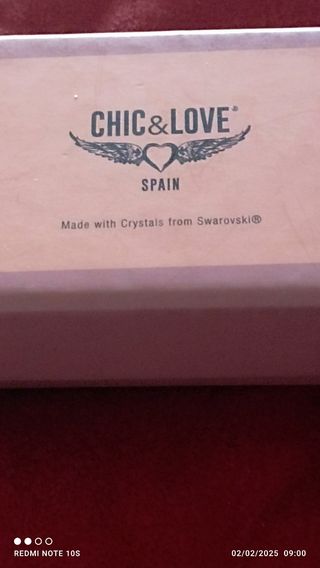 CHIC&LOVE®
SPAIN
Made with Crystals from Swarovski®
REDMI NOTE 10S
02/02/2025 09:00